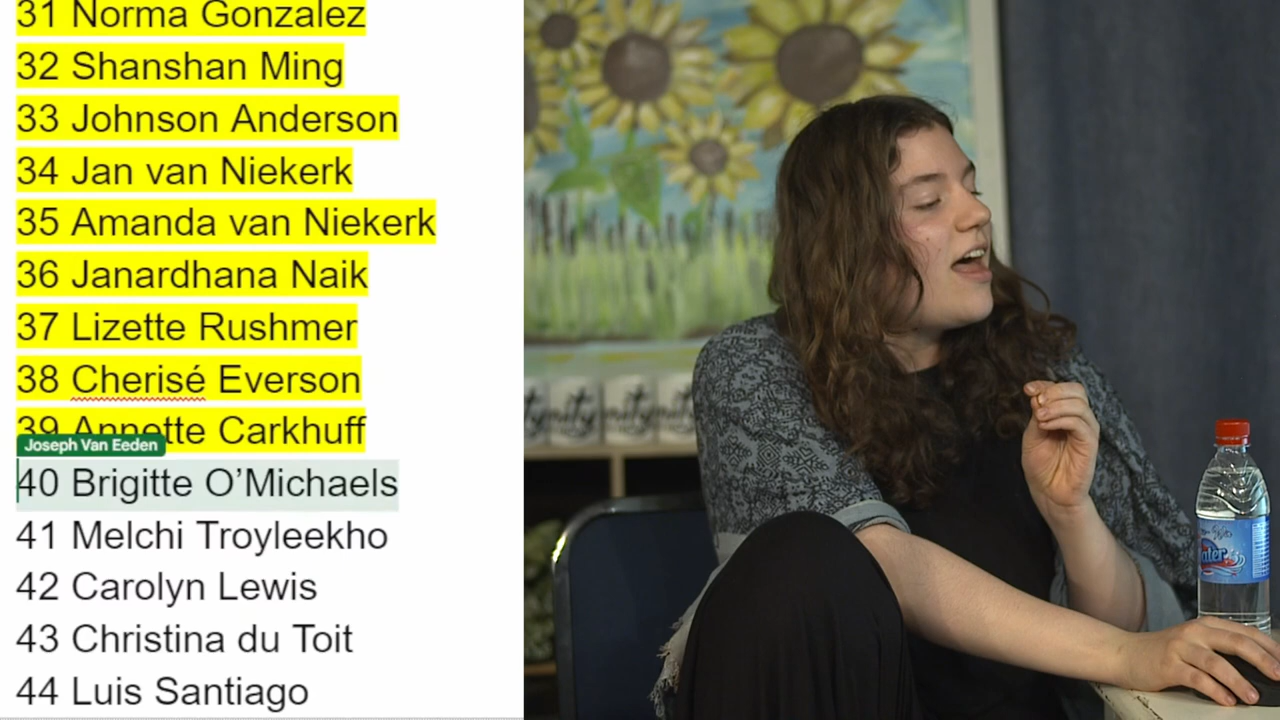 31 Norma Gonzalez
32 Shanshan Ming
33 Johnson Anderson
34 Jan van Niekerk
35 Amanda van Niekerk
36 Janardhana Naik
37 Lizette Rushmer
38 Cherisé Everson
39 Annette Carkhuff
Joseph Van Eeden
40 Brigitte O’Michaels
41 Melchi Troyleekho
42 Carolyn Lewis
43 Christina du Toit
44 Luis Santiago